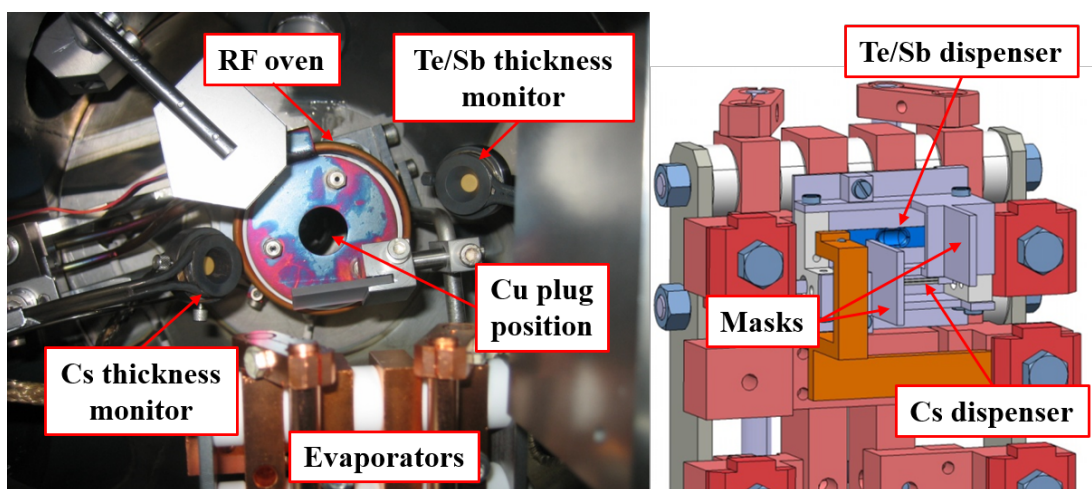 RF oven
Te/Sb thickness
monitor
Cu plug
position
Cs thickness
monitor
Evaporators
Te/Sb dispenser
Masks
Cs dispenser